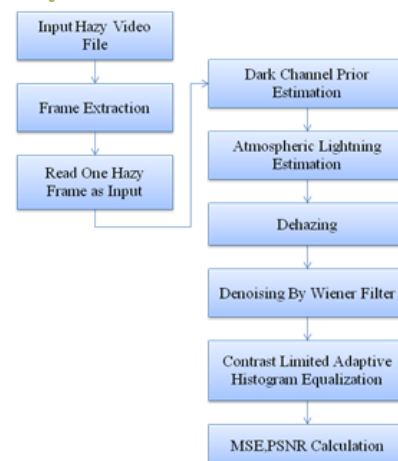 Input Hazy Video
File
Frame Extraction
Read One Hazy
Frame as Input
Dark Channel Prior
Estimation
Atmospheric Lightning
Estimation
Dehazing
Denoising By Wiener Filter
Contrast Limited Adaptive
Histogram Equalization
MSE,PSNR Calculation